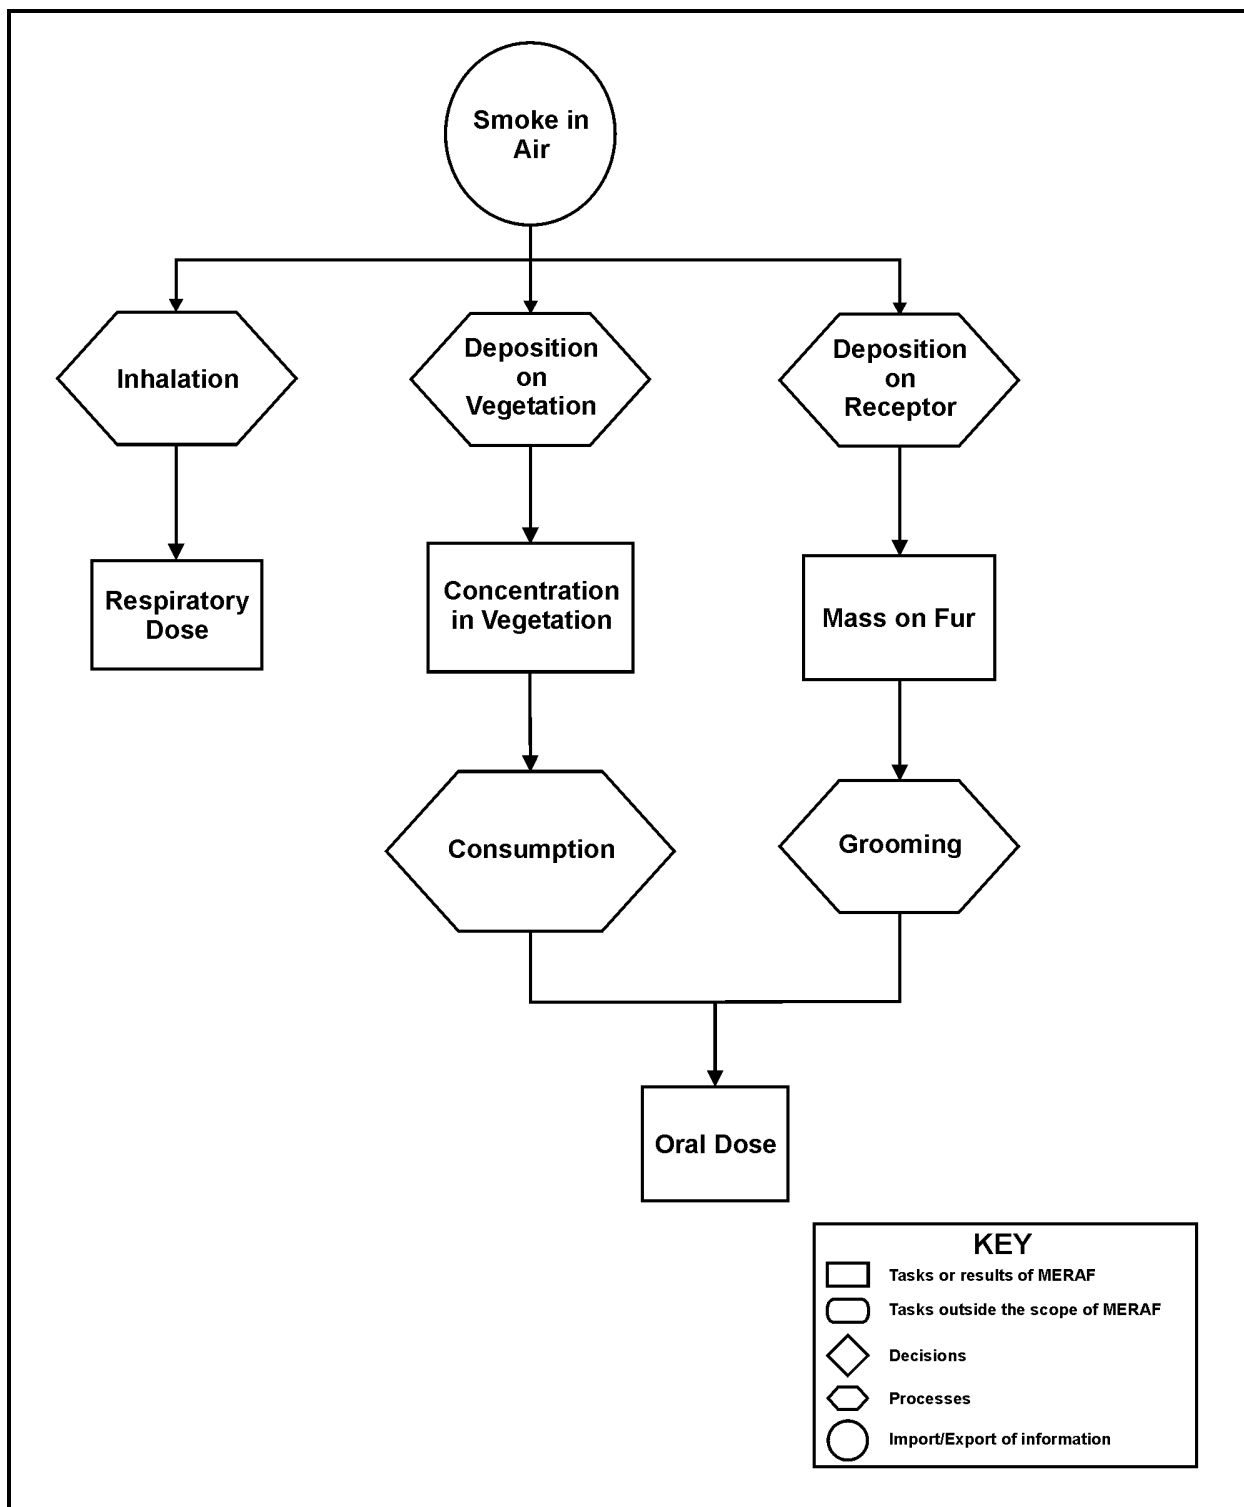 Smoke in
Air
Inhalation
Deposition
on
Vegetation
Deposition
on
Receptor
Respiratory
Dose
Concentration
in Vegetation
Mass on Fur
Consumption
Grooming
Oral Dose
KEY
Tasks or results of MERAF
Tasks outside the scope of MERAF
Decisions
Processes
Import/Export of information